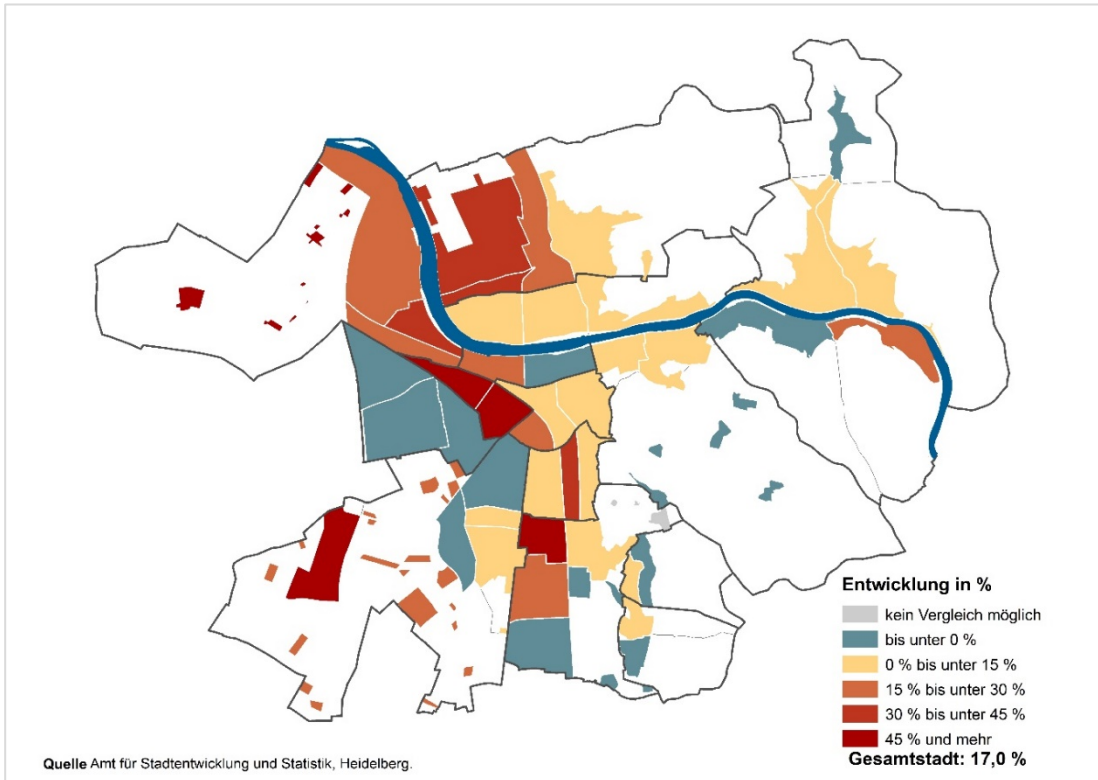 Entwicklung in %
kein Vergleich möglich
bis unter 0 %
0 % bis unter 15 %
15 % bis unter 30 %
30 % bis unter 45 %
45 % und mehr
Gesamtstadt: 17,0 %
Quelle Amt für Stadtentwicklung und Statistik, Heidelberg.